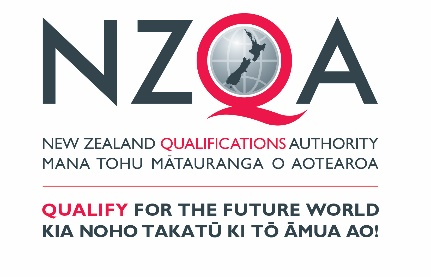 NZQA
NEW ZEALAND QUALIFICATIONS AUTHORITY
MANA TOHU MĀTAURANGA O AOTEAROA
QUALIFY FOR THE FUTURE WORLD
KIA NOHO TAKATŪ KI TŌ ĀMUA AO!